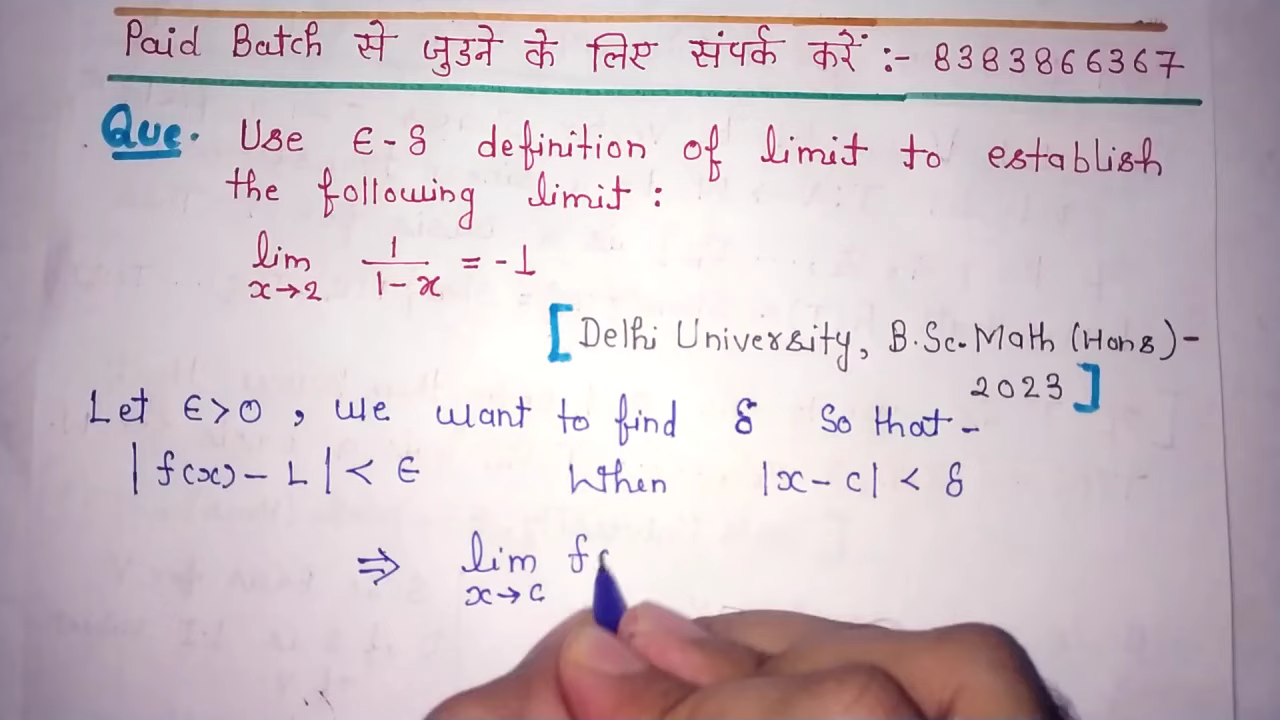 Paid Batch से जुडने के लिए संपर्क करें :- 8383866367
Que. Use ϵ-δ definition of limit to establish
the following limit :
lim x→2 1/(1-x) = -1
[Delhi University, B.Sc. Math (Hons) -
2023]
Let ϵ>0, we want to find δ so that -
|f(x) - L| < ϵ When |x - c| < δ
⇒ lim x→c f